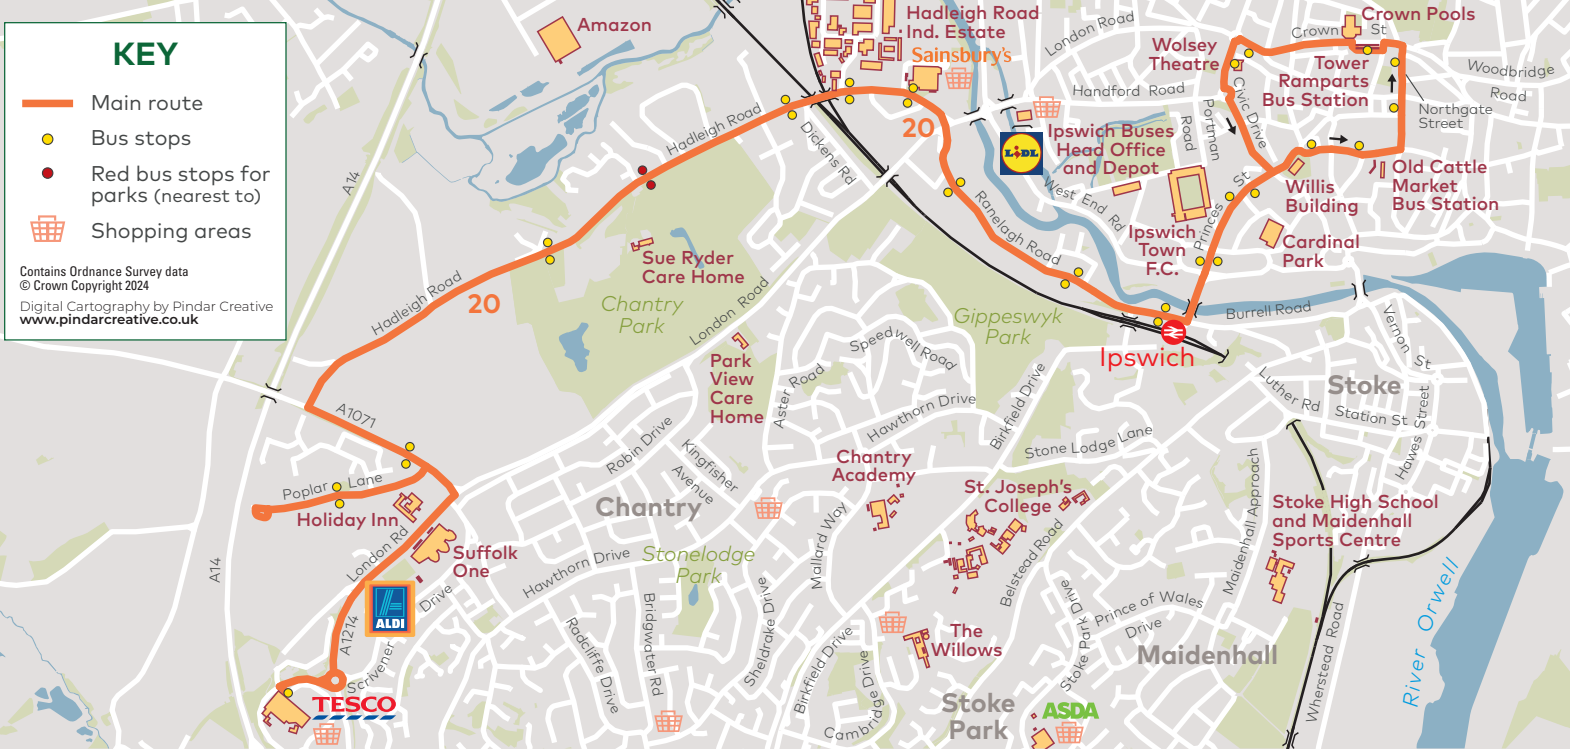 KEY
Main route
Bus stops
Red bus stops for
parks (nearest to)
Shopping areas
Contains Ordnance Survey data
© Crown Copyright 2024
Digital Cartography by Pindar Creative
www.pindarcreative.co.uk
Amazon
Hadleigh Road
Ind. Estate
Sainsbury's
London Road
Wolsey
Theatre
Crown
St
Crown Pools
Tower
Ramparts
Bus Station
Woodbridge
Road
Northgate
Street
Handford Road
Portman
Road
Civic Drive
Ipswich Buses
Head Office
and Depot
LIDL
Old Cattle
Market
Bus Station
Willis
Building
Cardinal
Park
Princes St
Ipswich
Town
F.C.
West End Rd
Ranelagh Road
20
Dickens Rd
Hadleigh Road
A14
Hadleigh Road
20
Sue Ryder
Care Home
Chantry
Park
London Road
Gippeswyk
Park
Ipswich
Burrell Road
Vernon St
Stoke
Luther Rd
Station St
Hawes Street
Speedwell Road
Park
View
Care
Home
Aster Road
Hawthorn Drive
Birkfield Drive
Stone Lodge Lane
A1071
Robin Drive
Kingfisher
Avenue
Chantry
Chantry
Academy
St. Joseph's
College
Maidenhall Approach
Stoke High School
and Maidenhall
Sports Centre
Poplar Lane
Holiday Inn
London Rd
Suffolk
One
A14
Hawthorn Drive
Stonelodge
Park
Mallard Way
Belstead Road
ALDI
Scrivener Drive
A1214
Radcliffe Drive
Bridgwater Rd
Sheldrake Drive
Birkfield Drive
Cambridge Drive
The
Willows
Stoke Park Drive
Prince of Wales
Drive
Maidenhall
Wherstead Road
River Orwell
TESCO
Stoke
Park
ASDA